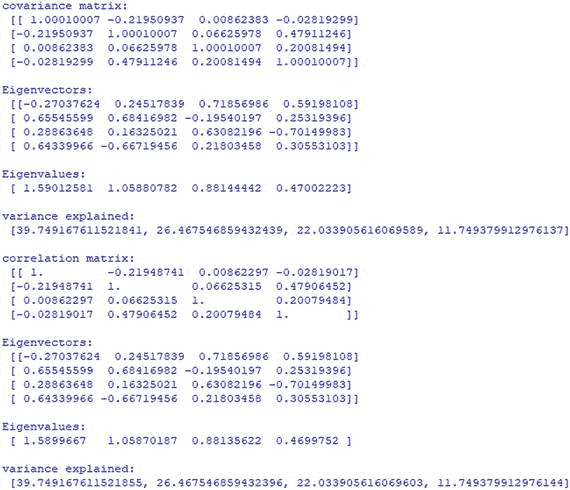 covariance matrix:
[[ 1.00010007 -0.21950937  0.00862383 -0.02819299]
[-0.21950937  1.00010007  0.06625978  0.47911246]
[ 0.00862383  0.06625978  1.00010007  0.20081494]
[-0.02819299  0.47911246  0.20081494  1.00010007]]
Eigenvectors:
[[-0.27037624  0.24517839  0.71856986  0.59198108]
[ 0.65545599  0.68416982 -0.19540197  0.25319396]
[ 0.28863648  0.16325021  0.63082196 -0.70149983]
[ 0.64339966 -0.66719456  0.21803458  0.30553103]]
Eigenvalues:
[ 1.59012581  1.05880782  0.88144442  0.47002223]
variance explained:
[39.749167611521841, 26.467546859432439, 22.033905616069589, 11.749379912976137]
correlation matrix:
[[ 1.         -0.21948741  0.00862297 -0.02819017]
[-0.21948741  1.          0.06625315  0.47906452]
[ 0.00862297  0.06625315  1.          0.20079484]
[-0.02819017  0.47906452  0.20079484  1.        ]]
Eigenvectors:
[[-0.27037624  0.24517839  0.71856986  0.59198108]
[ 0.65545599  0.68416982 -0.19540197  0.25319396]
[ 0.28863648  0.16325021  0.63082196 -0.70149983]
[ 0.64339966 -0.66719456  0.21803458  0.30553103]]
Eigenvalues:
[ 1.5899667   1.05870187  0.88135622  0.4699752 ]
variance explained:
[39.749167611521855, 26.467546859432396, 22.033905616069603, 11.749379912976144]